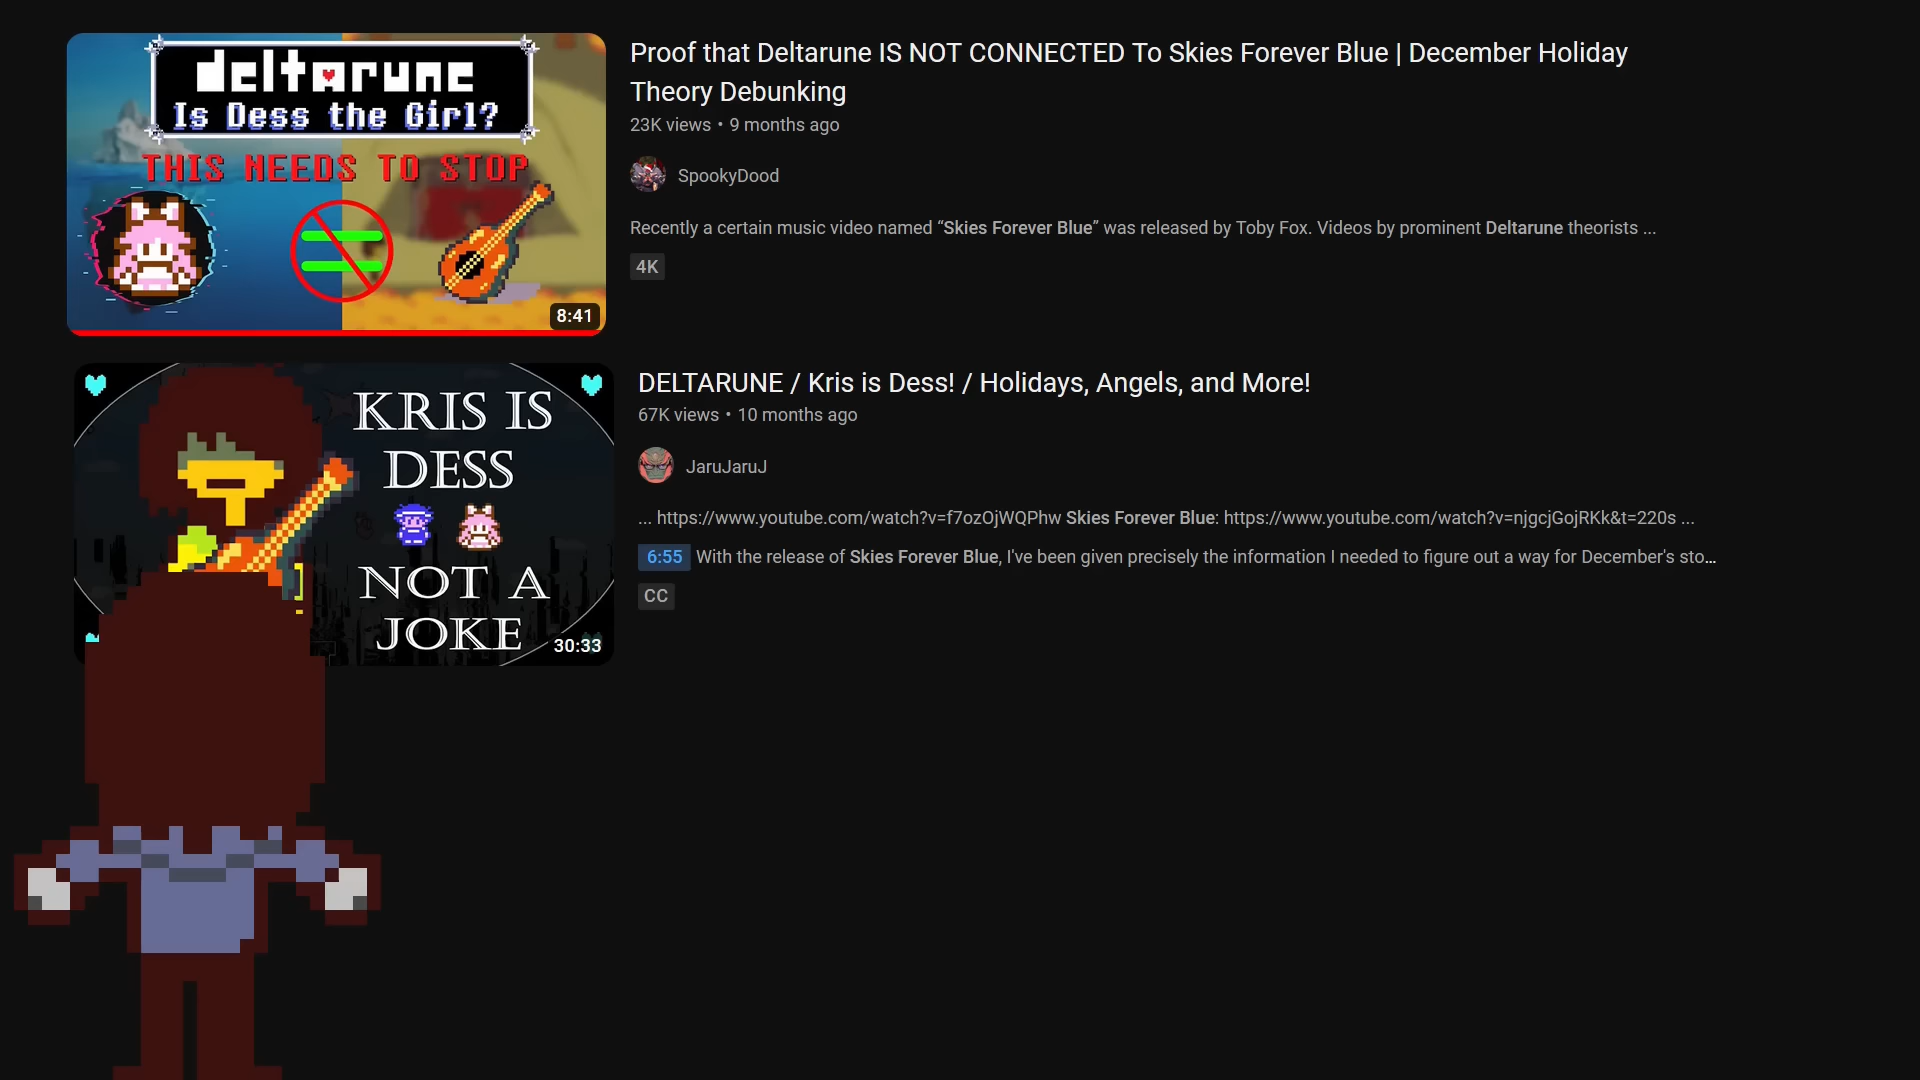 deltarune
Is Dess the Girl?
THIS NEEDS TO STOP
8:41
Proof that Deltarune IS NOT CONNECTED To Skies Forever Blue | December Holiday
Theory Debunking
23K views • 9 months ago
SpookyDood
Recently a certain music video named “Skies Forever Blue” was released by Toby Fox. Videos by prominent Deltarune theorists ...
4K
KRIS IS
DESS
NOT A
JOKE
30:33
DELTARUNE / Kris is Dess! / Holidays, Angels, and More!
67K views • 10 months ago
JaruJaruJ
... https://www.youtube.com/watch?v=f7ozOjWQPhw Skies Forever Blue: https://www.youtube.com/watch?v=njgcjGojRKk&t=220s ...
6:55 With the release of Skies Forever Blue, I've been given precisely the information I needed to figure out a way for December's sto...
CC